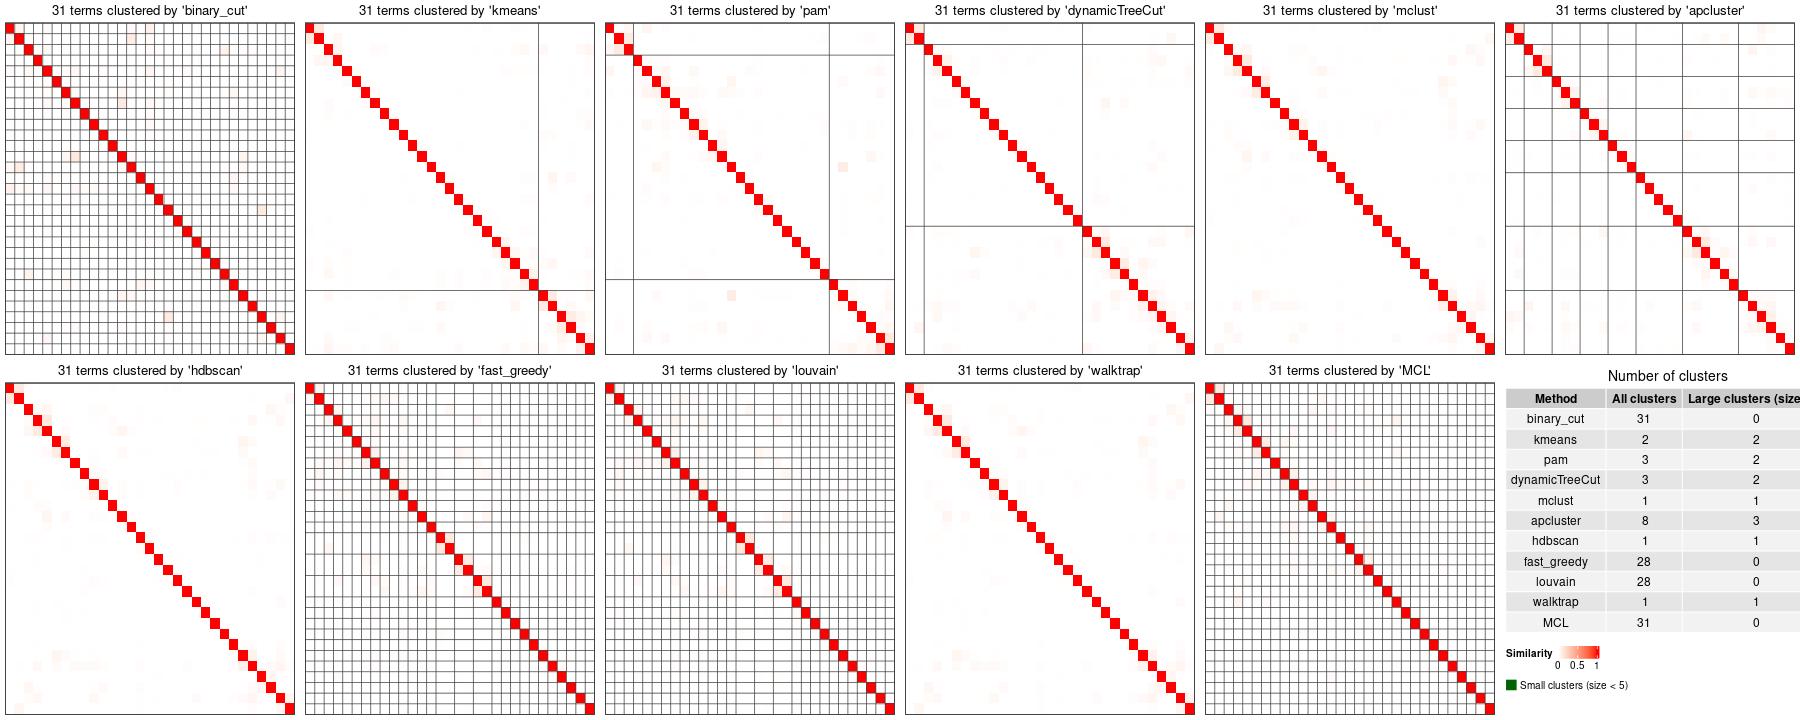 31 terms clustered by 'binary_cut'
31 terms clustered by 'kmeans'
31 terms clustered by 'pam'
31 terms clustered by 'dynamicTreeCut'
31 terms clustered by 'mclust'
31 terms clustered by 'apcluster'
31 terms clustered by 'hdbscan'
31 terms clustered by 'fast_greedy'
31 terms clustered by 'louvain'
31 terms clustered by 'walktrap'
31 terms clustered by 'MCL'
Number of clusters
Method All clusters Large clusters (size
binary_cut 31 0
kmeans 2 2
pam 3 2
dynamicTreeCut 3 2
mclust 1 1
apcluster 8 3
hdbscan 1 1
fast_greedy 28 0
louvain 28 0
walktrap 1 1
MCL 31 0
Similarity
0 0.5 1
Small clusters (size < 5)